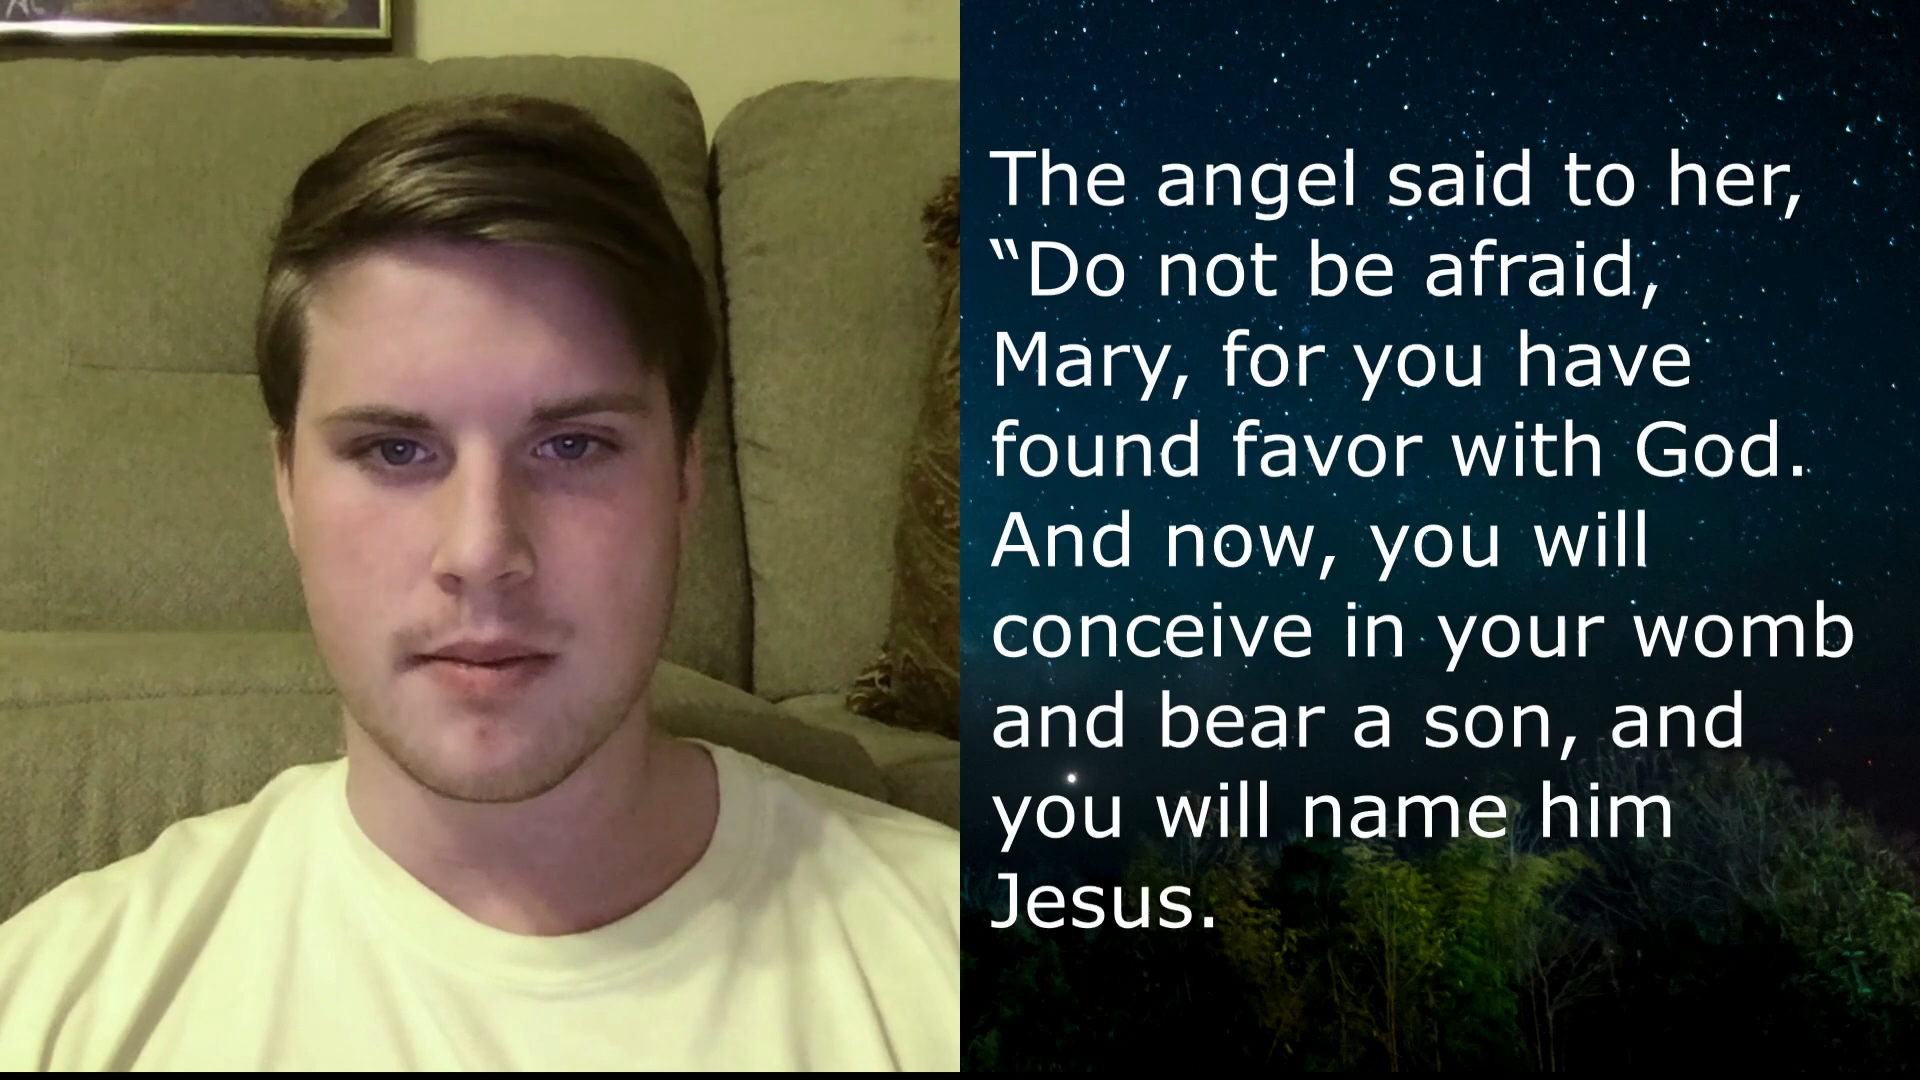 The angel said to her,
“Do not be afraid,
Mary, for you have
found favor with God.
And now, you will
conceive in your womb
and bear a son, and
you will name him
Jesus.